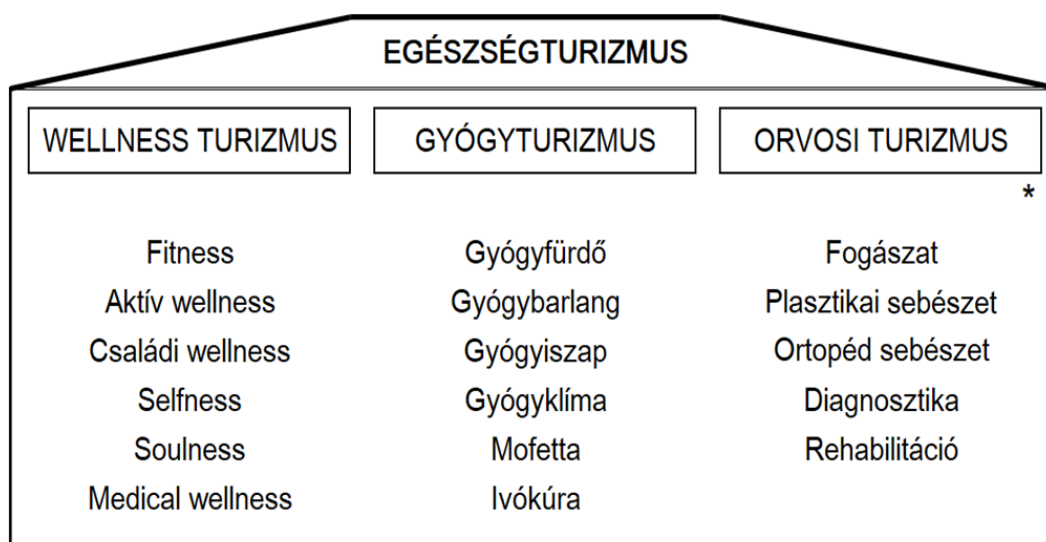 EGÉSZSÉGTURIZMUS
WELLNESS TURIZMUS
GYÓGYTURIZMUS
ORVOSI TURIZMUS
*
Fitness
Aktív wellness
Családi wellness
Selfness
Soulness
Medical wellness
Gyógyfürdő
Gyógybarlang
Gyógyiszap
Gyógyklíma
Mofetta
Ivókúra
Fogászat
Plasztikai sebészet
Ortopéd sebészet
Diagnosztika
Rehabilitáció